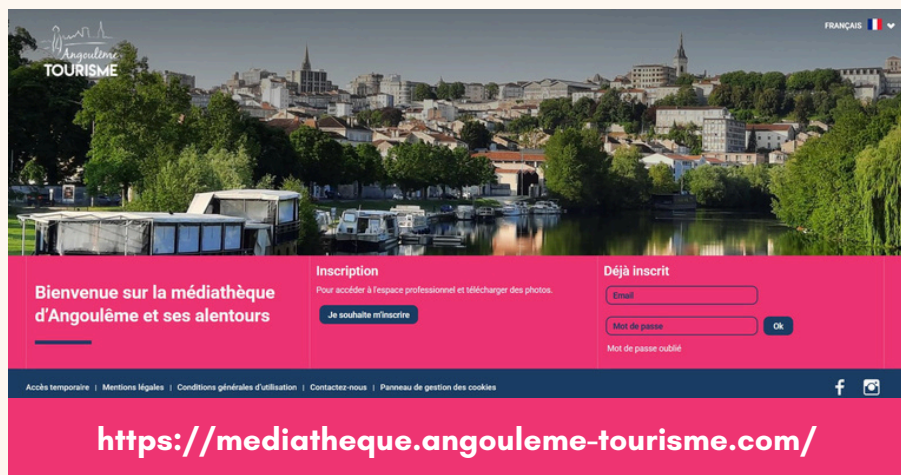 Angoulême
TOURISME
FRANÇAIS
Bienvenue sur la médiathèque
d'Angoulême et ses alentours
Inscription
Pour accéder à l'espace professionnel et télécharger des photos.
Je souhaite m'inscrire
Déjà inscrit
Email
Mot de passe
Ok
Mot de passe oublié
Accès temporaire | Mentions légales | Conditions générales d'utilisation | Contactez-nous | Panneau de gestion des cookies
https://mediatheque.angouleme-tourisme.com/